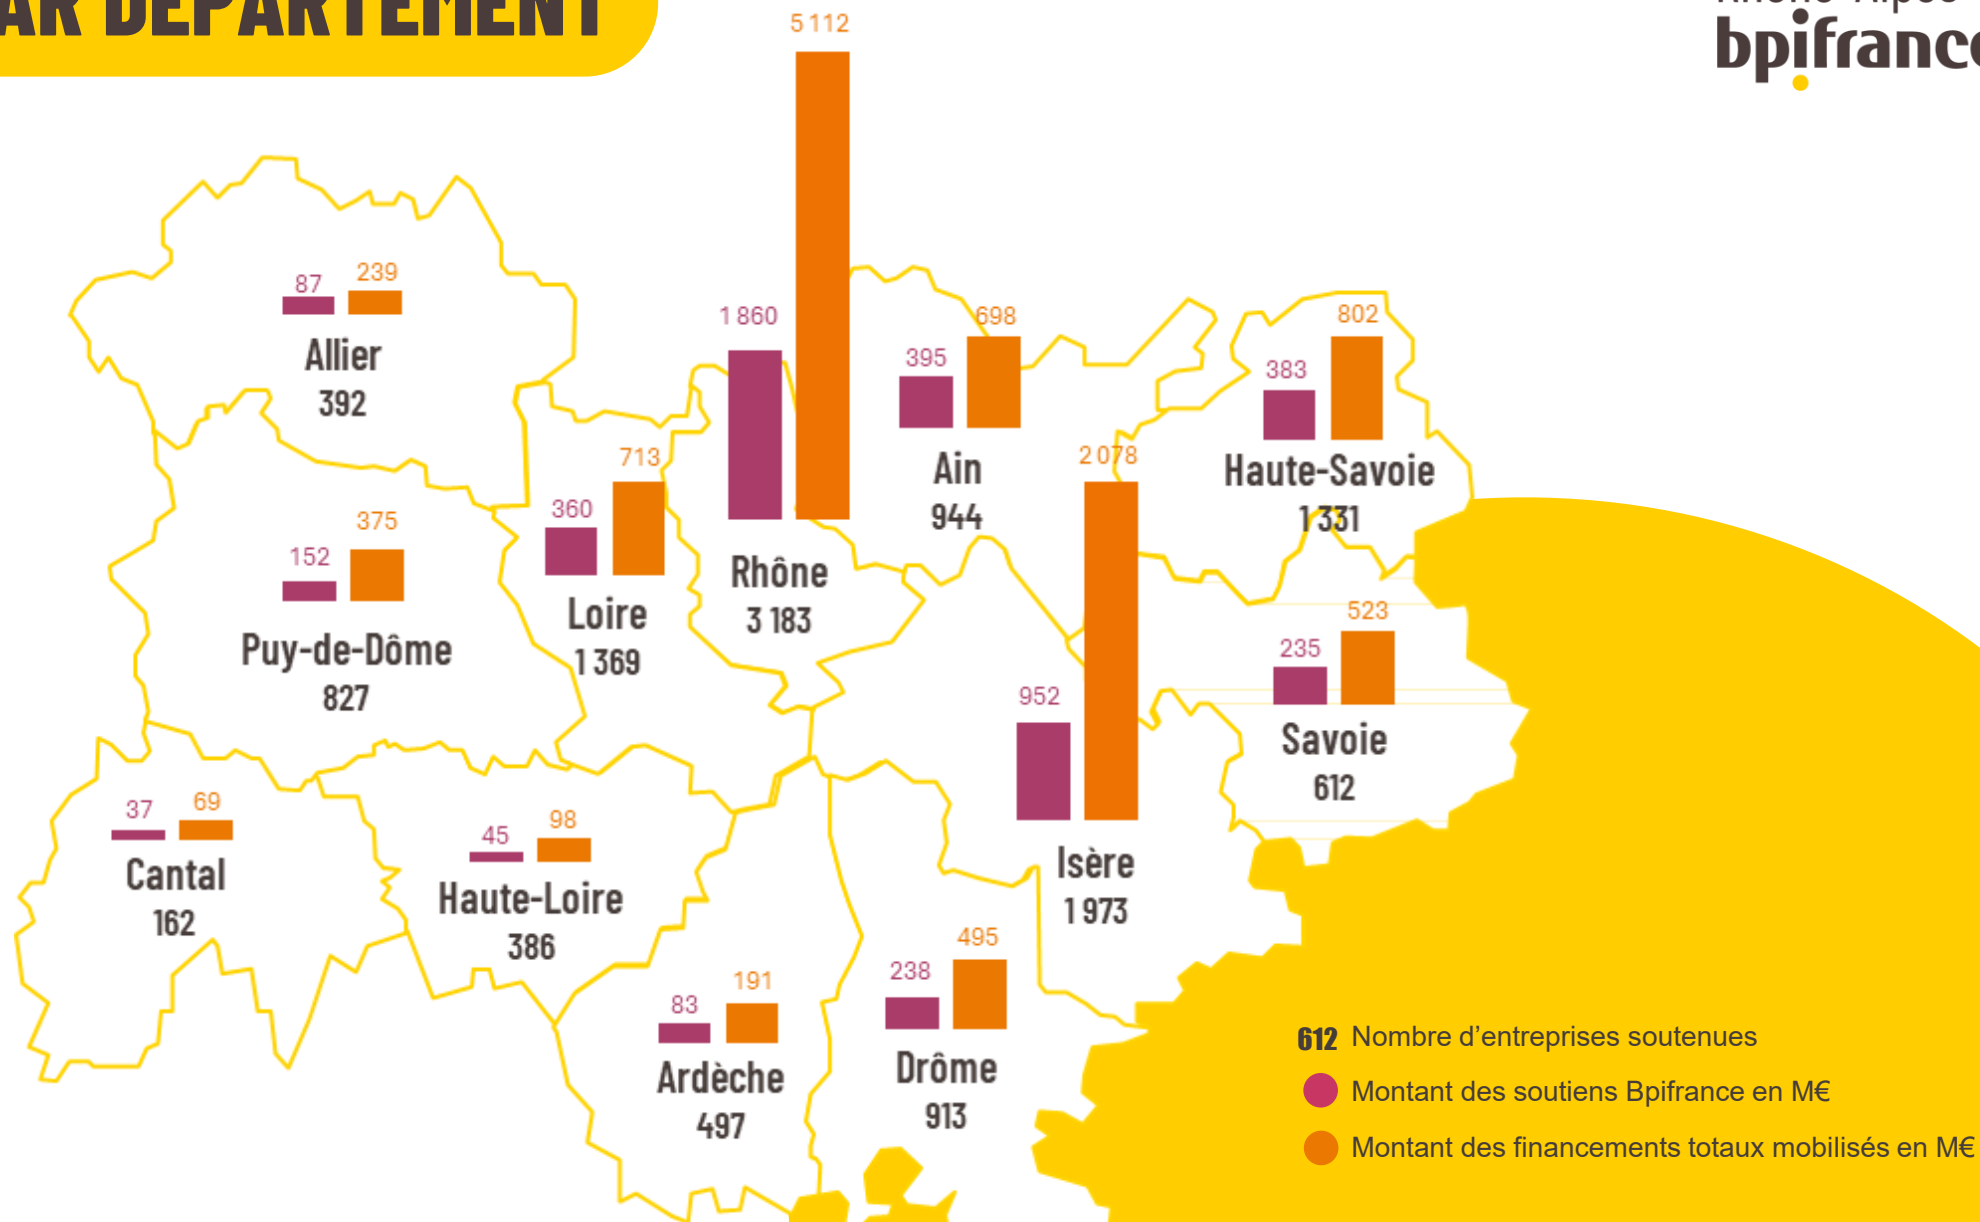 AR DÉPARTEMENT
Rhône-Alpes
bpifrance
5 112
1 860
Rhône
3 183
87
239
Allier
392
395
698
Ain
944
383
802
Haute-Savoie
1 331
360
713
Loire
1 369
152
375
Puy-de-Dôme
827
952
2 078
Isère
1 973
235
523
Savoie
612
37
69
Cantal
162
45
98
Haute-Loire
386
83
191
Ardèche
497
238
495
Drôme
913
612 Nombre d’entreprises soutenues
Montant des soutiens Bpifrance en M€
Montant des financements totaux mobilisés en M€